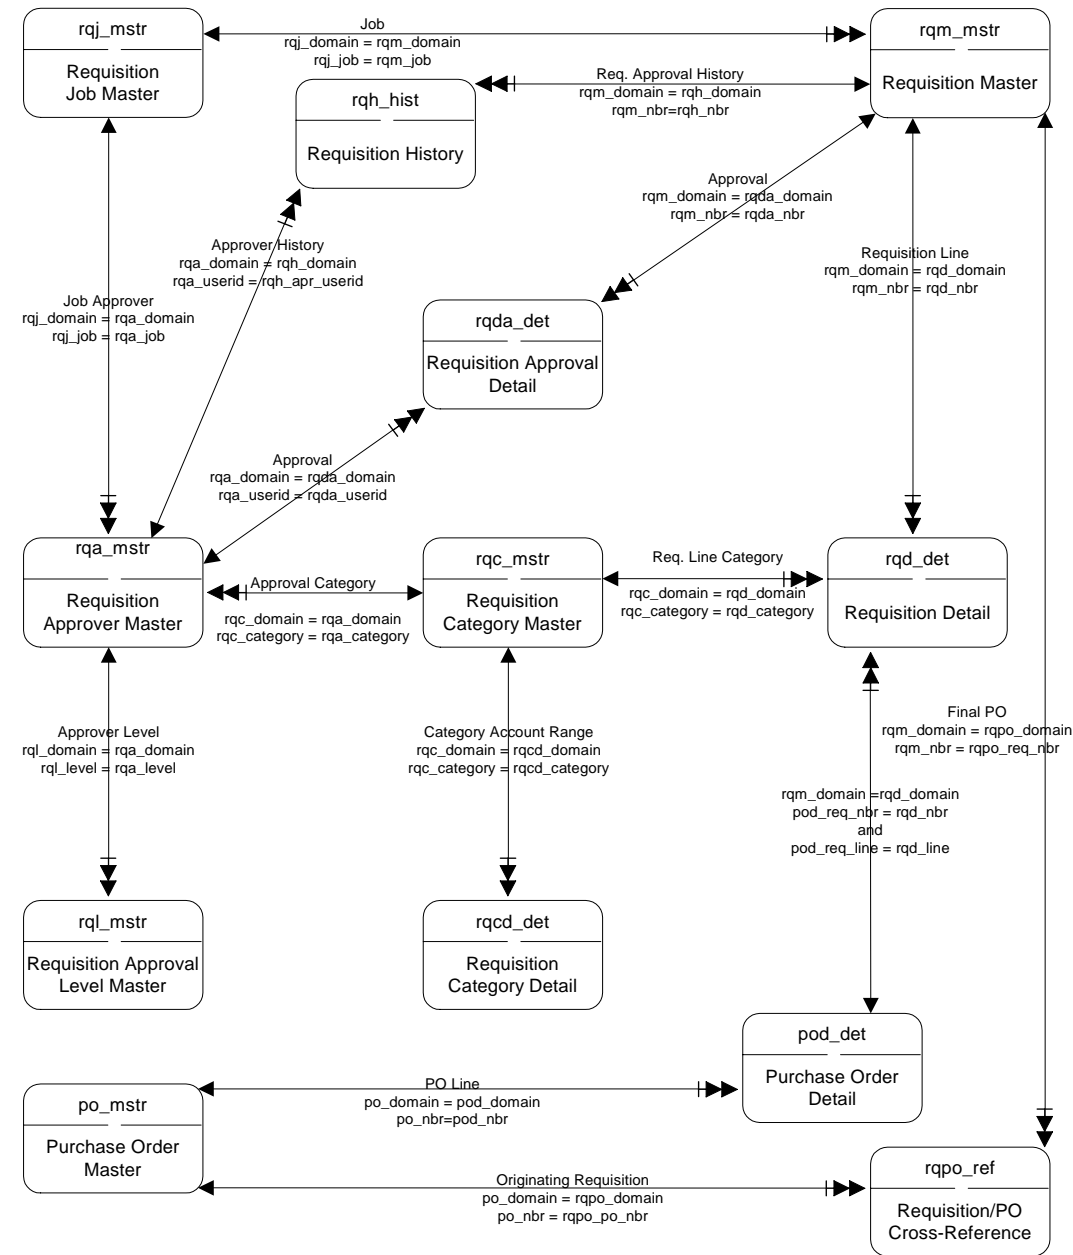 rqj_mstr
Requisition
Job Master
Job
rqj_domain = rqm_domain
rqj_job = rqm_job
rqm_mstr
Requisition Master
Req. Approval History
rqm_domain = rqh_domain
rqm_nbr=rqh_nbr
rqh_hist
Requisition History
Approval
rqm_domain = rqda_domain
rqm_nbr = rqda_nbr
Approver History
rqa_domain = rqh_domain
rqa_userid = rqh_apr_userid
Requisition Line
rqm_domain = rqd_domain
rqm_nbr = rqd_nbr
Job Approver
rqj_domain = rqa_domain
rqj_job = rqa_job
rqda_det
Requisition Approval
Detail
Approval
rqa_domain = rqda_domain
rqa_userid = rqda_userid
rqa_mstr
Requisition
Approver Master
Approval Category
rqc_domain = rqa_domain
rqc_category = rqa_category
rqc_mstr
Requisition
Category Master
Req. Line Category
rqc_domain = rqd_domain
rqc_category = rqd_category
rqd_det
Requisition Detail
Approver Level
rql_domain = rqa_domain
rql_level = rqa_level
Category Account Range
rqc_domain = rqcd_domain
rqc_category = rqcd_category
Final PO
rqm_domain = rqpo_domain
rqm_nbr = rqpo_req_nbr
rqm_domain =rqd_domain
pod_req_nbr = rqd_nbr
and
pod_req_line = rqd_line
rql_mstr
Requisition Approval
Level Master
rqcd_det
Requisition
Category Detail
pod_det
Purchase Order
Detail
po_mstr
Purchase Order
Master
PO Line
po_domain = pod_domain
po_nbr=pod_nbr
Originating Requisition
po_domain = rqpo_domain
po_nbr = rqpo_po_nbr
rqpo_ref
Requisition/PO
Cross-Reference